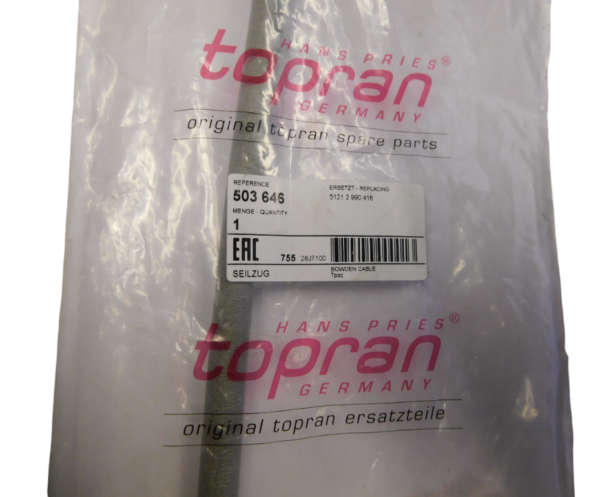 HANS PRIES®
topran
GERMANY
original topran spare parts
REFERENCE
503 646
ERSETZT - REPLACING
5121 2 990 416
MENGE - QUANTITY
1
EAC
755 28J7100
SEILZUG
BOWDEN CABLE
HANS PRIES®
topran
GERMANY
original topran ersatzteile